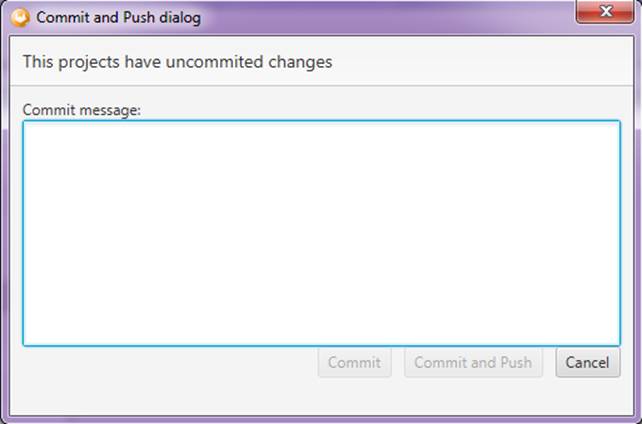 Commit and Push dialog
This projects have uncommited changes
Commit message:
Commit Commit and Push Cancel